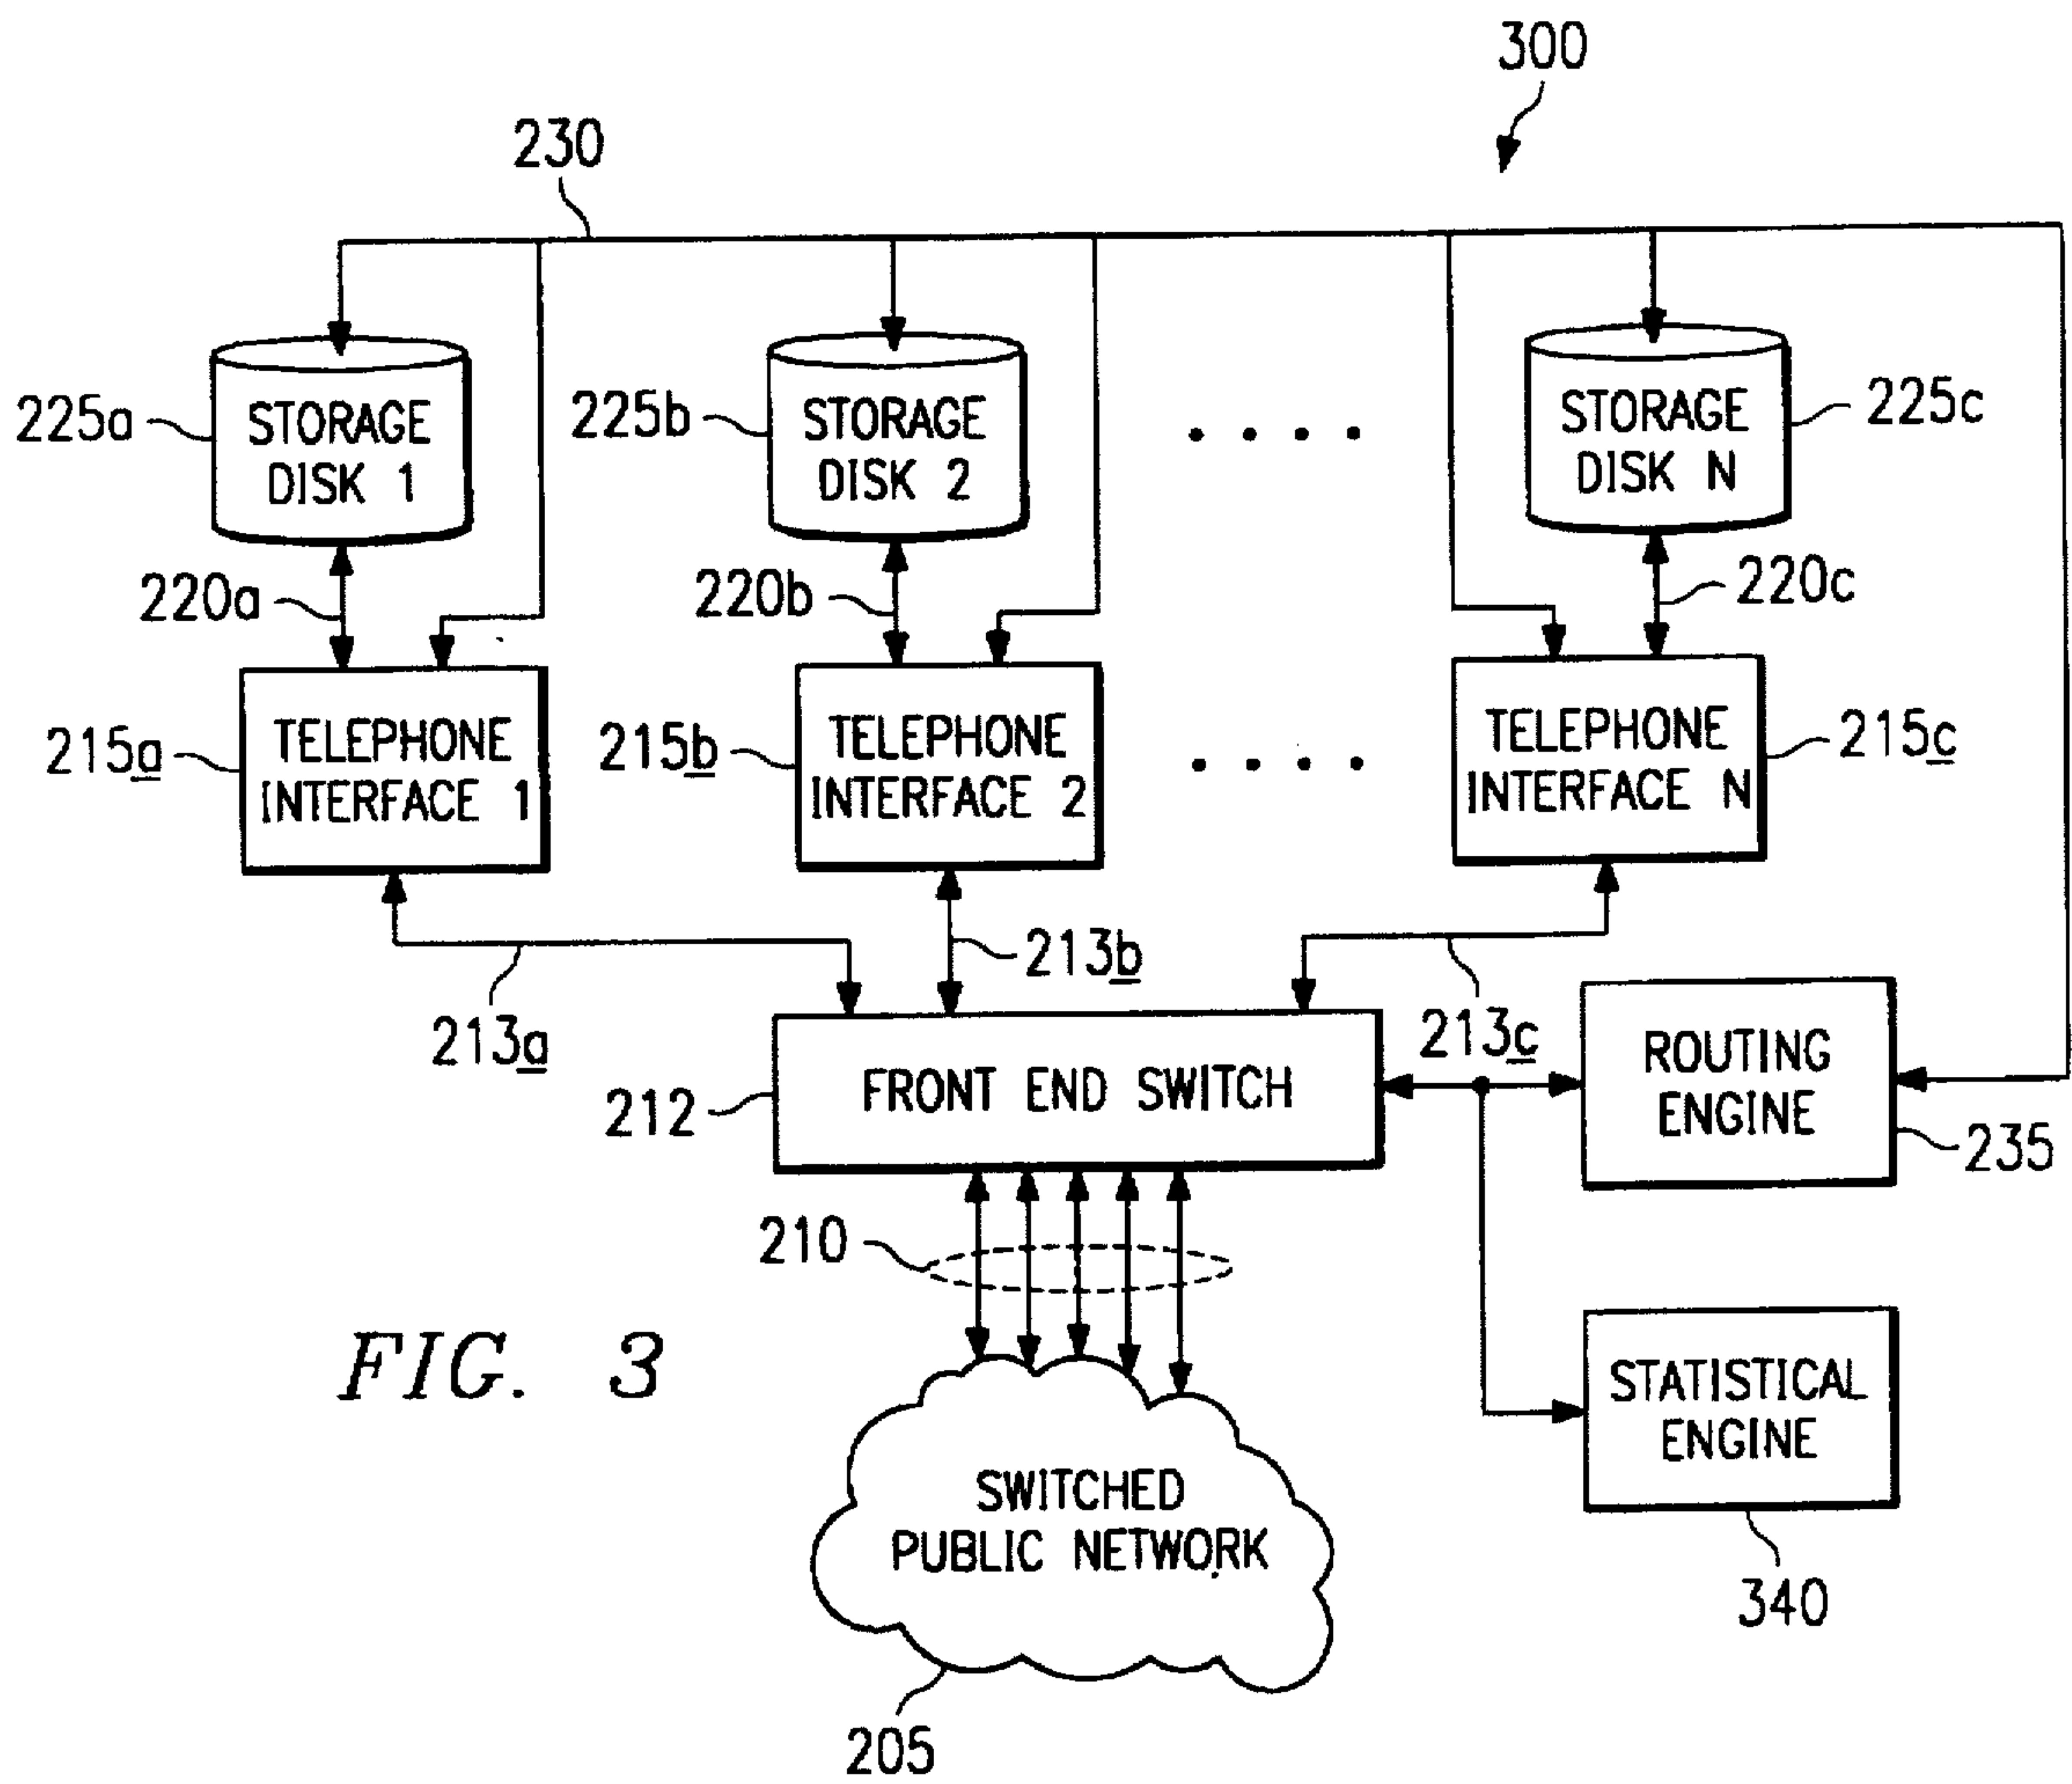 300
230
225a
STORAGE
DISK 1
225b
STORAGE
DISK 2
STORAGE
DISK N
225c
220a
220b
220c
215a
TELEPHONE
INTERFACE 1
215b
TELEPHONE
INTERFACE 2
TELEPHONE
INTERFACE N
215c
213a
213b
213c
212
FRONT END SWITCH
ROUTING
ENGINE
235
210
FIG. 3
STATISTICAL
ENGINE
340
SWITCHED
PUBLIC NETWORK
205